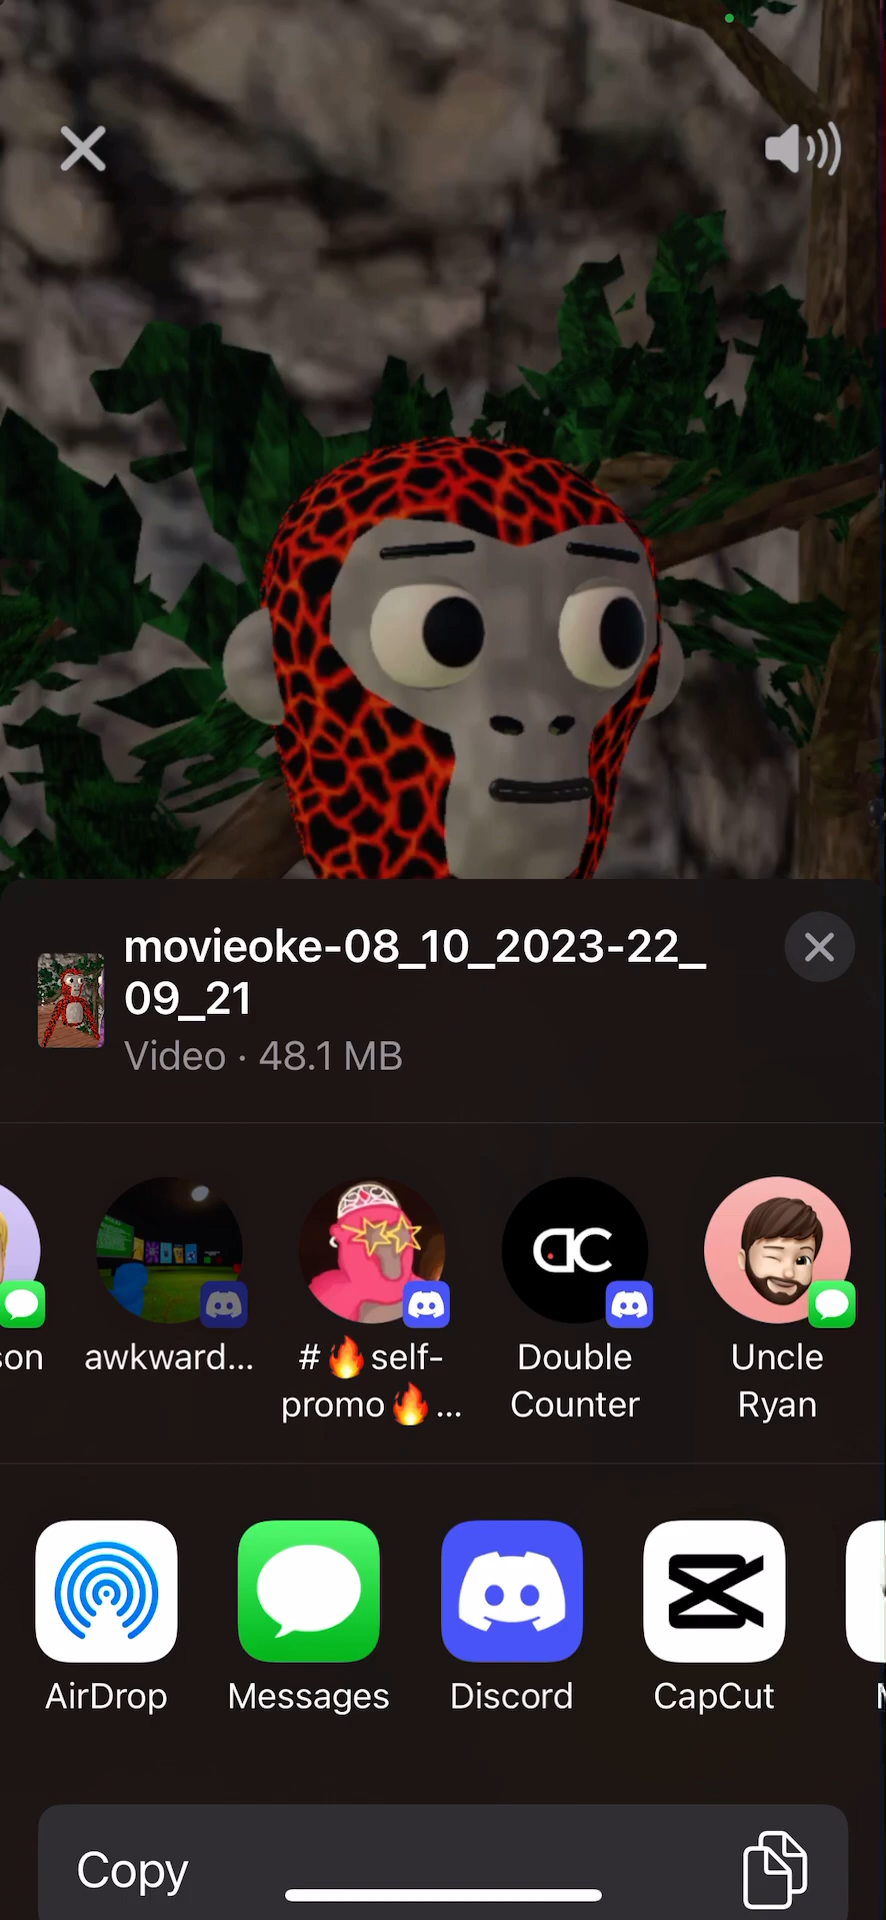 movieoke-08_10_2023-22_
09_21
Video · 48.1 MB
son
awkward...
#🔥self-
promo🔥...
Double
Counter
Uncle
Ryan
AirDrop
Messages
Discord
CapCut
Copy